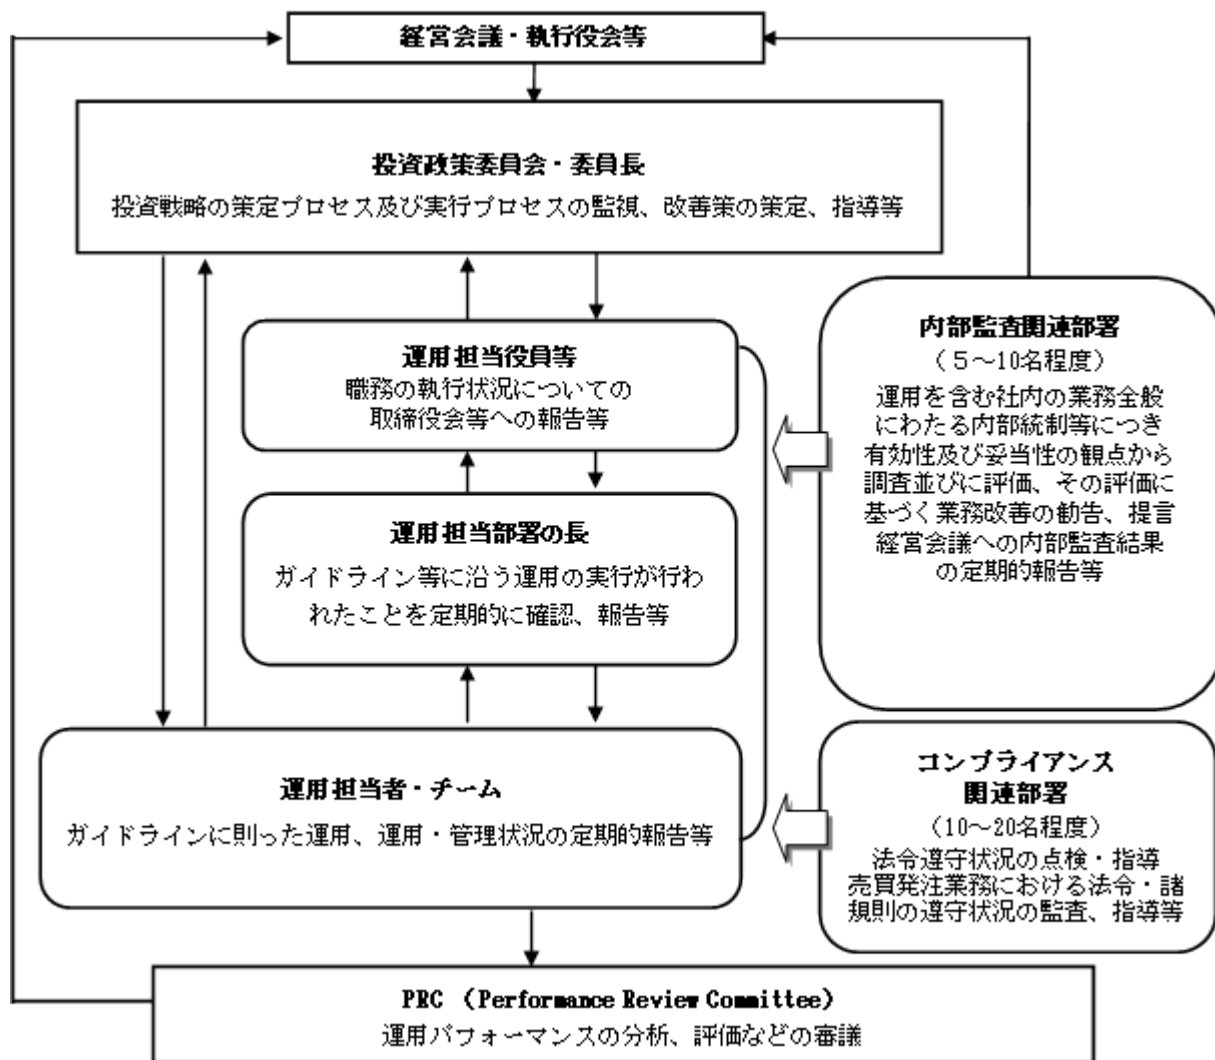 経営会議・執行役会等
投資政策委員会・委員長
投資戦略の策定プロセス及び実行プロセスの監視、改善策の策定、指導等
運用担当役員等
職務の執行状況についての
取締役会等への報告等
運用担当部署の長
ガイドライン等に沿う運用の実行が行わ
れたことを定期的に確認、報告等
運用担当者・チーム
ガイドラインに則った運用、運用・管理状況の定期的報告等
内部監査関連部署
（５～10名程度）
運用を含む社内の業務全般
にわたる内部統制等につき
有効性及び妥当性の観点から
調査並びに評価、その評価に
基づく業務改善の勧告、提言
経営会議への内部監査結果
の定期的報告等
コンプライアンス
関連部署
（10～20名程度）
法令遵守状況の点検・指導
売買発注業務における法令・諸
規則の遵守状況の監査、指導等
PRC （Performance Review Committee）
運用パフォーマンスの分析、評価などの審議